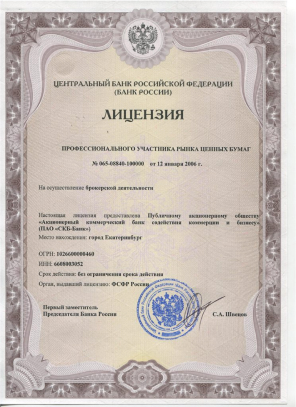 ЦЕНТРАЛЬНЫЙ БАНК РОССИЙСКОЙ ФЕДЕРАЦИИ
(БАНК РОССИИ)
ЛИЦЕНЗИЯ
ПРОФЕССИОНАЛЬНОГО УЧАСТНИКА РЫНКА ЦЕННЫХ БУМАГ
№ 065-08840-100000 от 12 января 2006 г.
На осуществление брокерской деятельности
Настоящая лицензия предоставлена Публичному акционерному обществу
«Акционерный коммерческий банк содействия коммерции и бизнесу»
(ПАО «СКБ-Банк»)
Место нахождения: город Екатеринбург
ОГРН: 1026600000460
ИНН: 6608003052
Срок действия: без ограничения срока действия
Орган, выдавший лицензию: ФСФР России
Первый заместитель
Председателя Банка России
С.А. Швецов